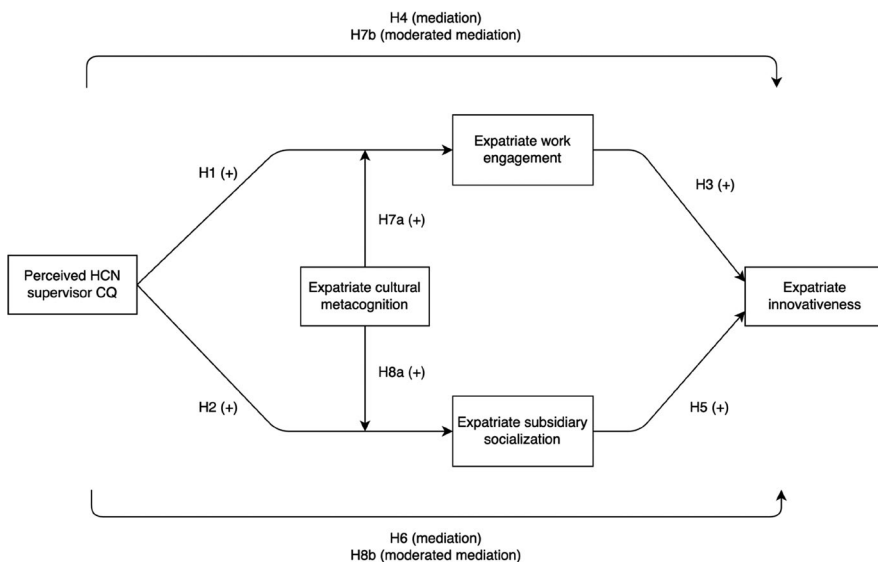 H4 (mediation)
H7b (moderated mediation)
Expatriate work
engagement
H1 (+)
H3 (+)
H7a (+)
Perceived HCN
supervisor CQ
Expatriate cultural
metacognition
Expatriate
innovativeness
H8a (+)
H2 (+)
H5 (+)
Expatriate subsidiary
socialization
H6 (mediation)
H8b (moderated mediation)